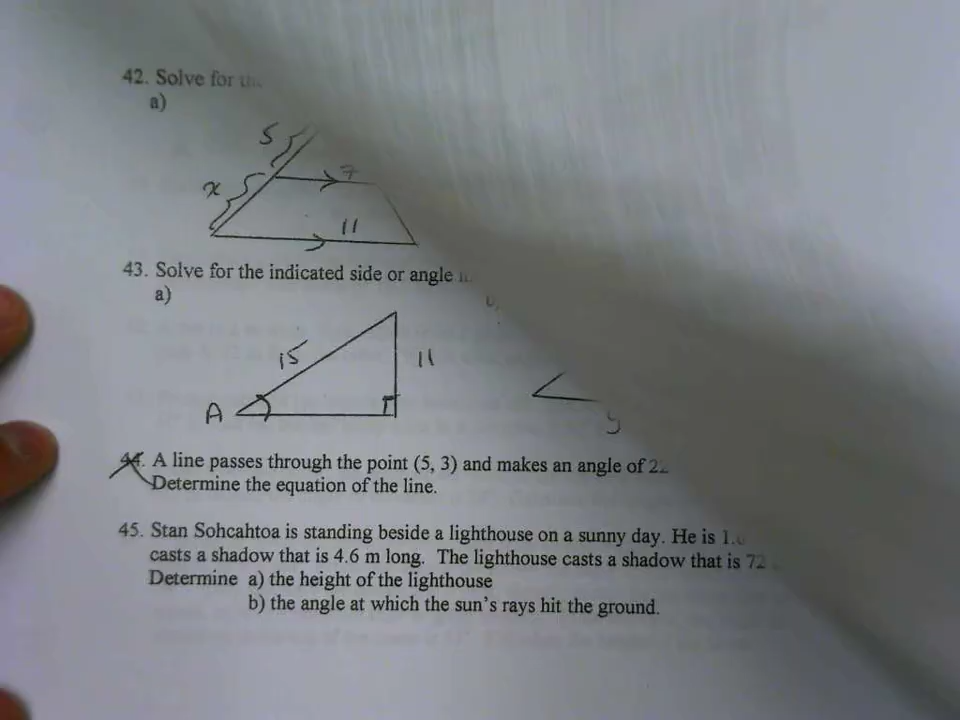 42. Solve for the
a)
5
x
7
11
43. Solve for the indicated side or angle
a)
15
11
A
y
44. A line passes through the point (5, 3) and makes an angle of
Determine the equation of the line.
45. Stan Sohcahtoa is standing beside a lighthouse on a sunny day. He is
casts a shadow that is 4.6 m long. The lighthouse casts a shadow that is 72
Determine a) the height of the lighthouse
b) the angle at which the sun's rays hit the ground.